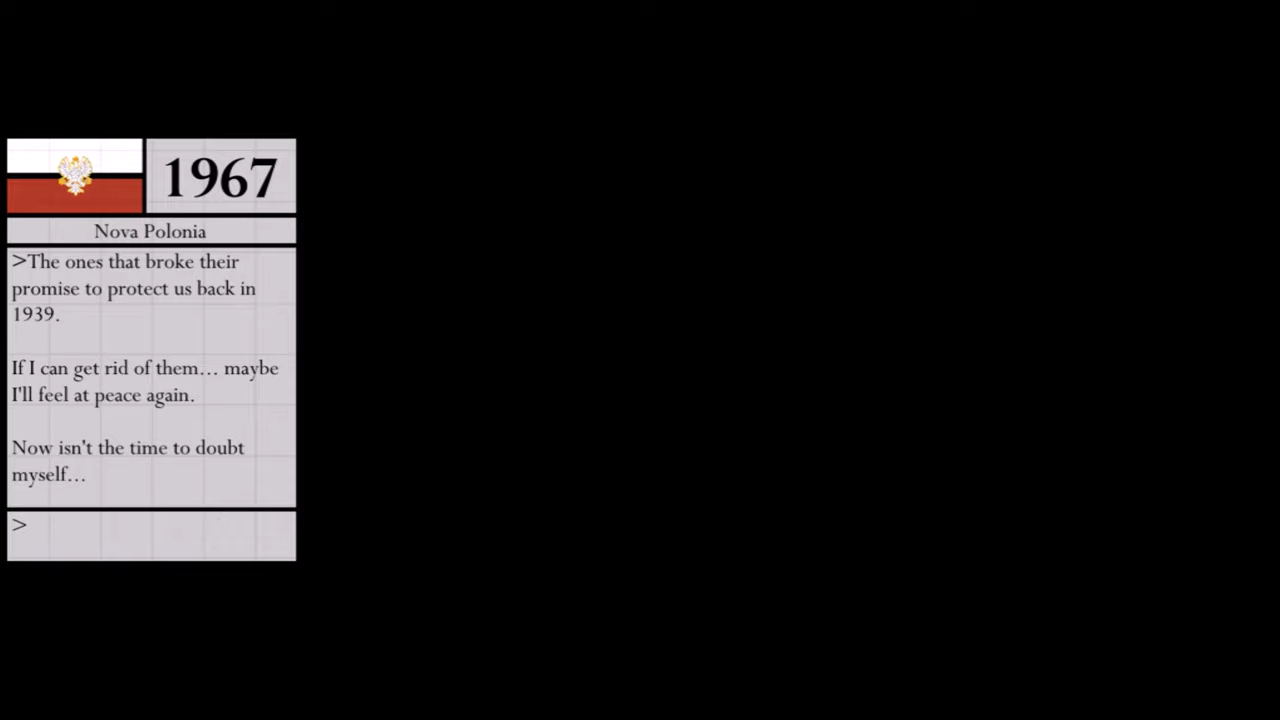 1967
Nova Polonia
>The ones that broke their
promise to protect us back in
1939.
If I can get rid of them... maybe
I'll feel at peace again.
Now isn't the time to doubt
myself...
>